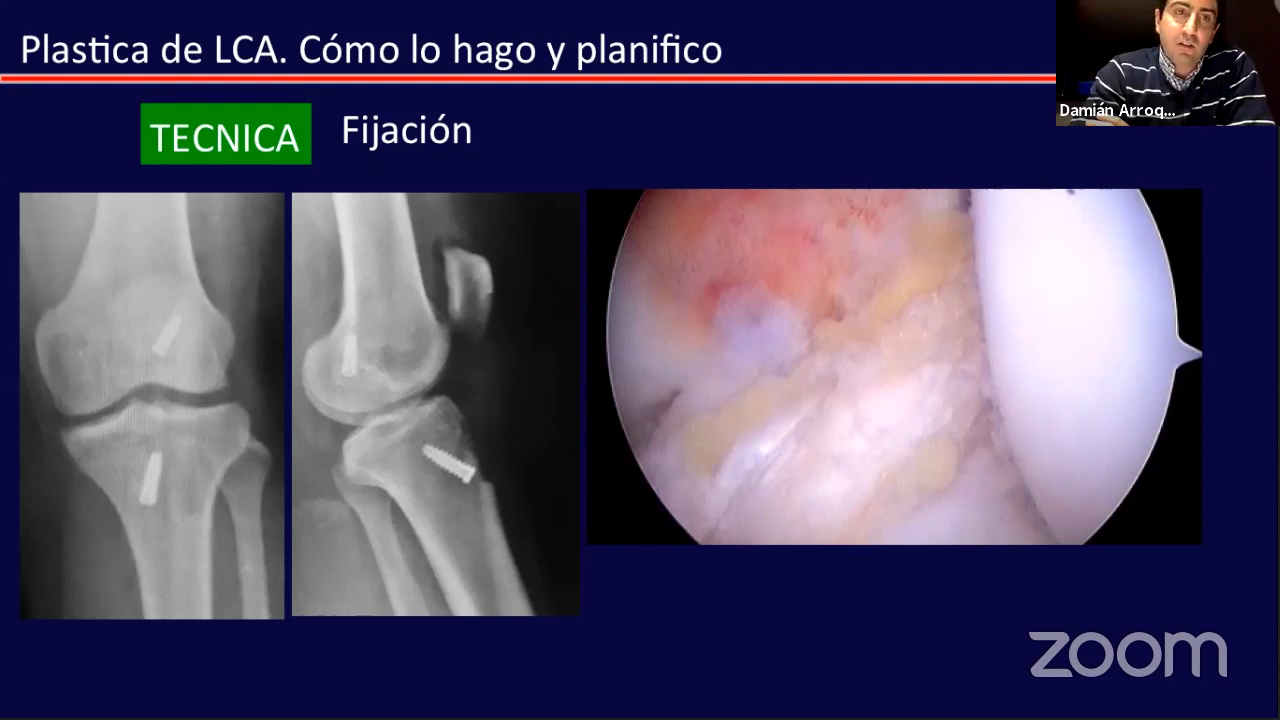 Plastica de LCA. Cómo lo hago y planifico
Damián Arroq...
TECNICA
Fijación
zoom